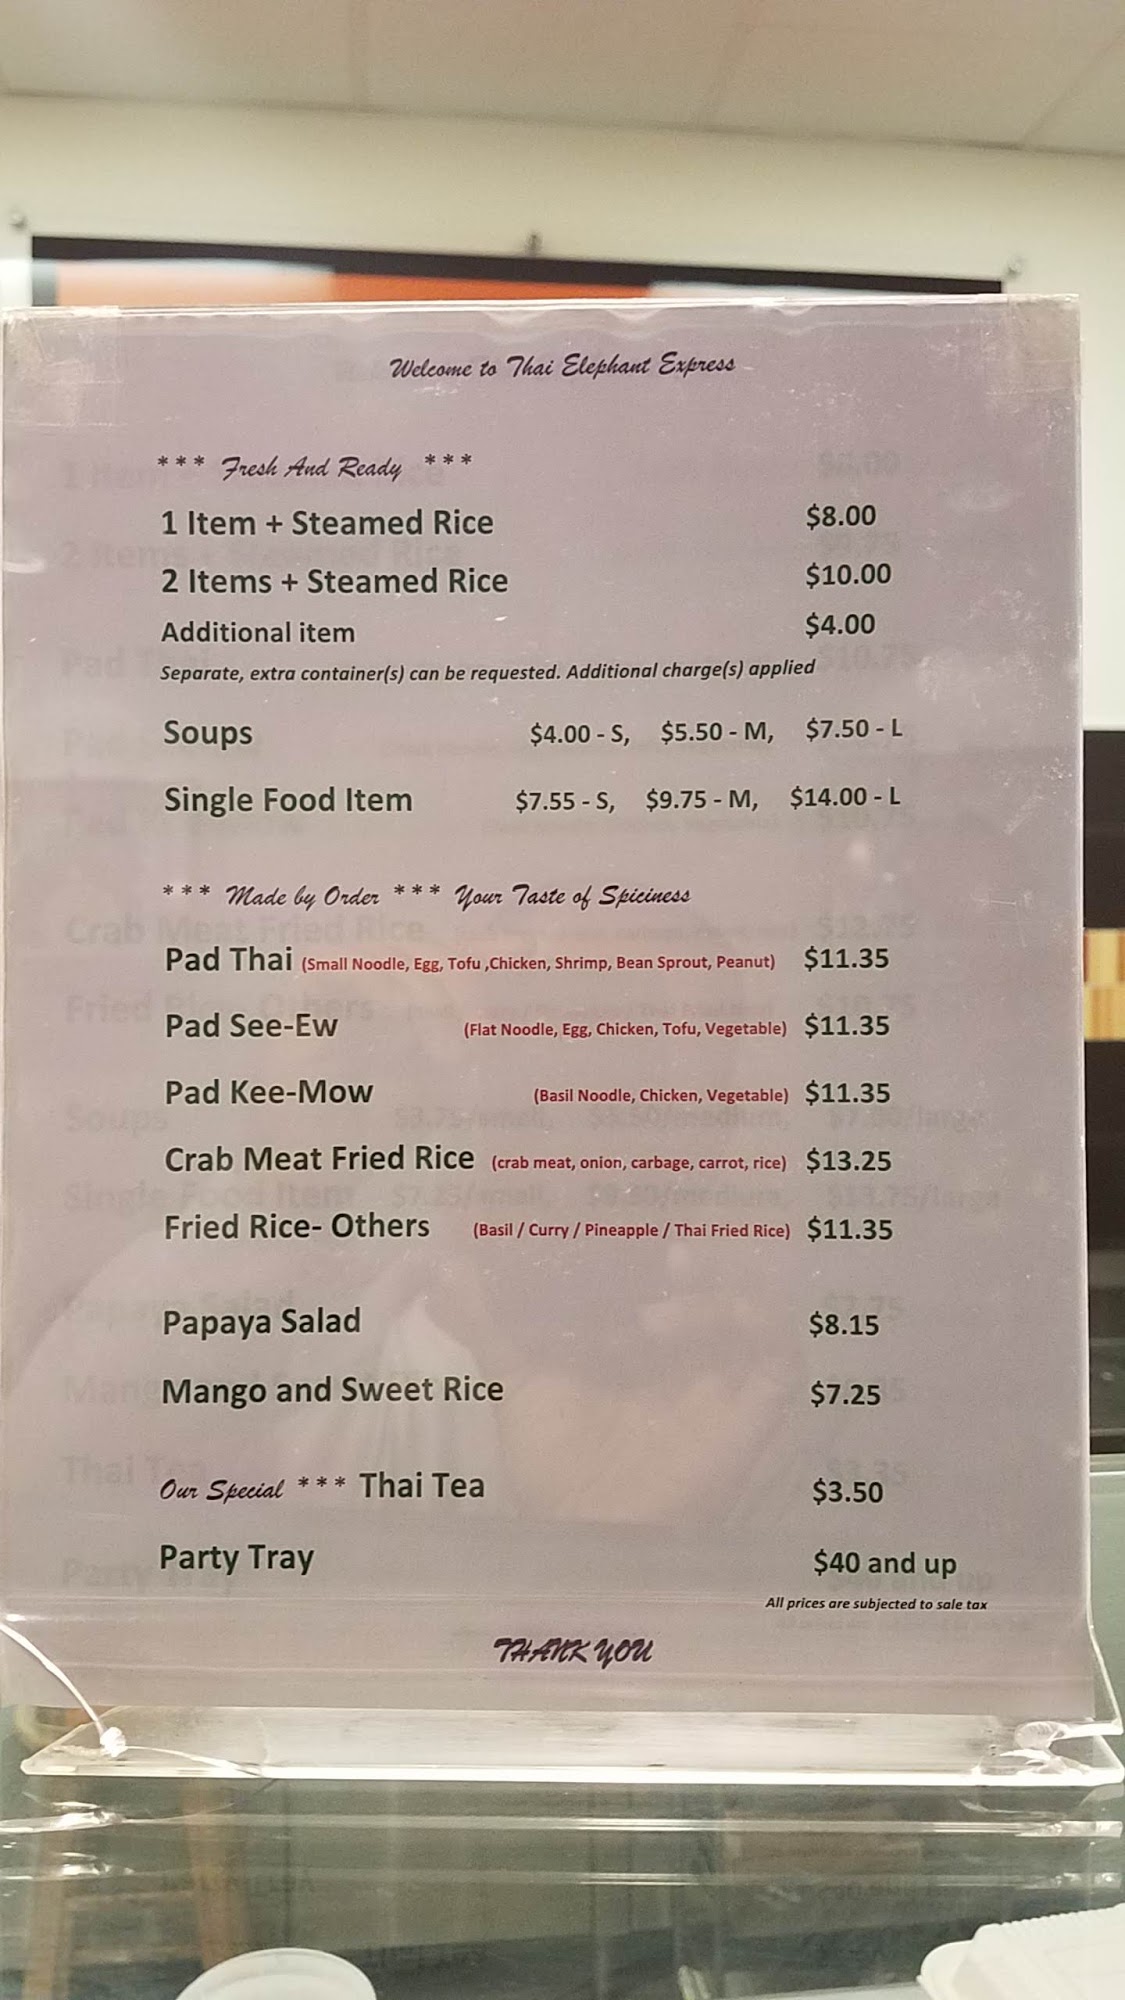 Welcome to Thai Elephant Express
*** Fresh And Ready ***
1 Item + Steamed Rice $8.00
2 Items + Steamed Rice $10.00
Additional item $4.00
Separate, extra container(s) can be requested. Additional charge(s) applied
Soups $4.00 - S, $5.50 - M, $7.50 - L
Single Food Item $7.55 - S, $9.75 - M, $14.00 - L
*** Made by Order *** Your Taste of Spiciness
Pad Thai (Small Noodle, Egg, Tofu ,Chicken, Shrimp, Bean Sprout, Peanut) $11.35
Pad See-Ew (Flat Noodle, Egg, Chicken, Tofu, Vegetable) $11.35
Pad Kee-Mow (Basil Noodle, Chicken, Vegetable) $11.35
Crab Meat Fried Rice (crab meat, onion, carbage, carrot, rice) $13.25
Fried Rice- Others (Basil / Curry / Pineapple / Thai Fried Rice) $11.35
Papaya Salad $8.15
Mango and Sweet Rice $7.25
Our Special *** Thai Tea $3.50
Party Tray $40 and up
All prices are subjected to sale tax
THANK YOU